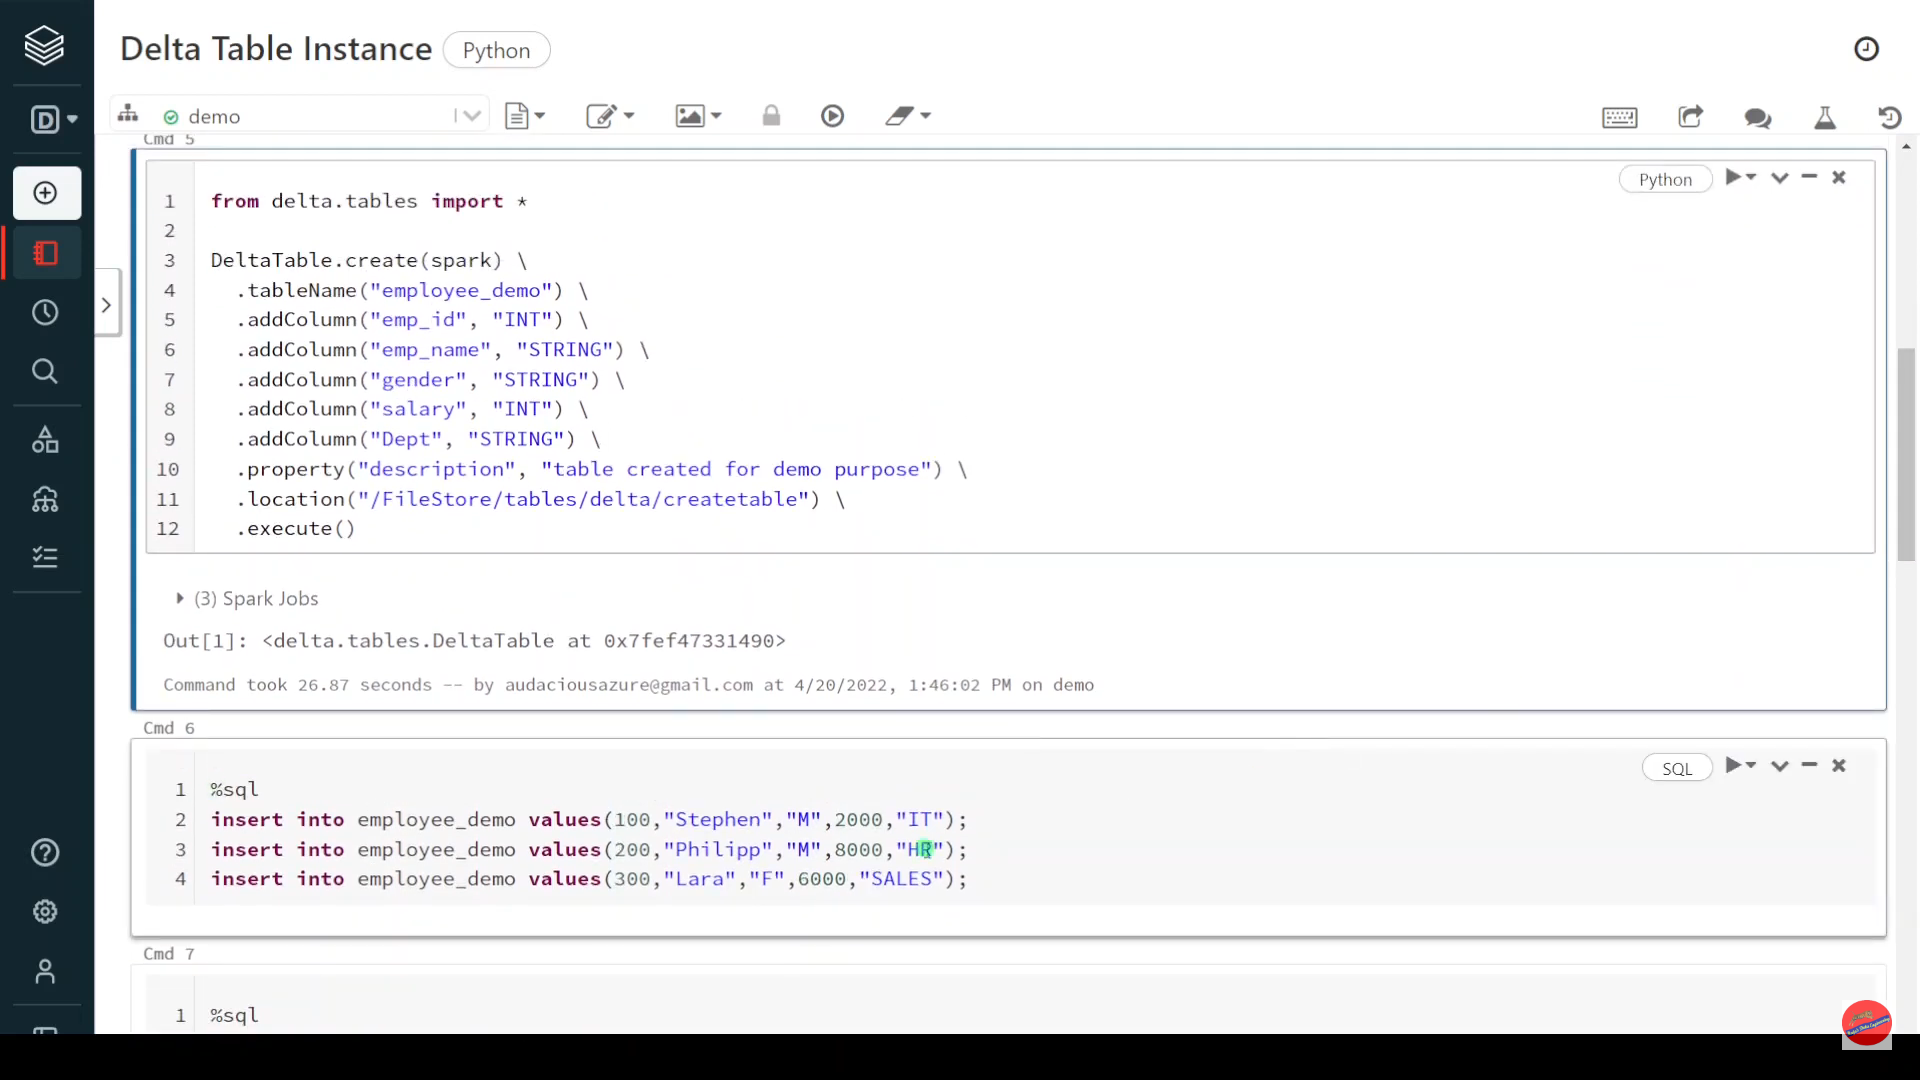 Delta Table Instance Python
demo
Cmd 5
Python
1 from delta.tables import *
2
3 DeltaTable.create(spark) \
4   .tableName("employee_demo") \
5   .addColumn("emp_id", "INT") \
6   .addColumn("emp_name", "STRING") \
7   .addColumn("gender", "STRING") \
8   .addColumn("salary", "INT") \
9   .addColumn("Dept", "STRING") \
10   .property("description", "table created for demo purpose") \
11   .location("/FileStore/tables/delta/createtable") \
12   .execute()
(3) Spark Jobs
Out[1]: <delta.tables.DeltaTable at 0x7fef47331490>
Command took 26.87 seconds -- by audaciousazure@gmail.com at 4/20/2022, 1:46:02 PM on demo
Cmd 6
SQL
1 %sql
2 insert into employee_demo values(100,"Stephen","M",2000,"IT");
3 insert into employee_demo values(200,"Philipp","M",8000,"HR");
4 insert into employee_demo values(300,"Lara","F",6000,"SALES");
Cmd 7
1 %sql